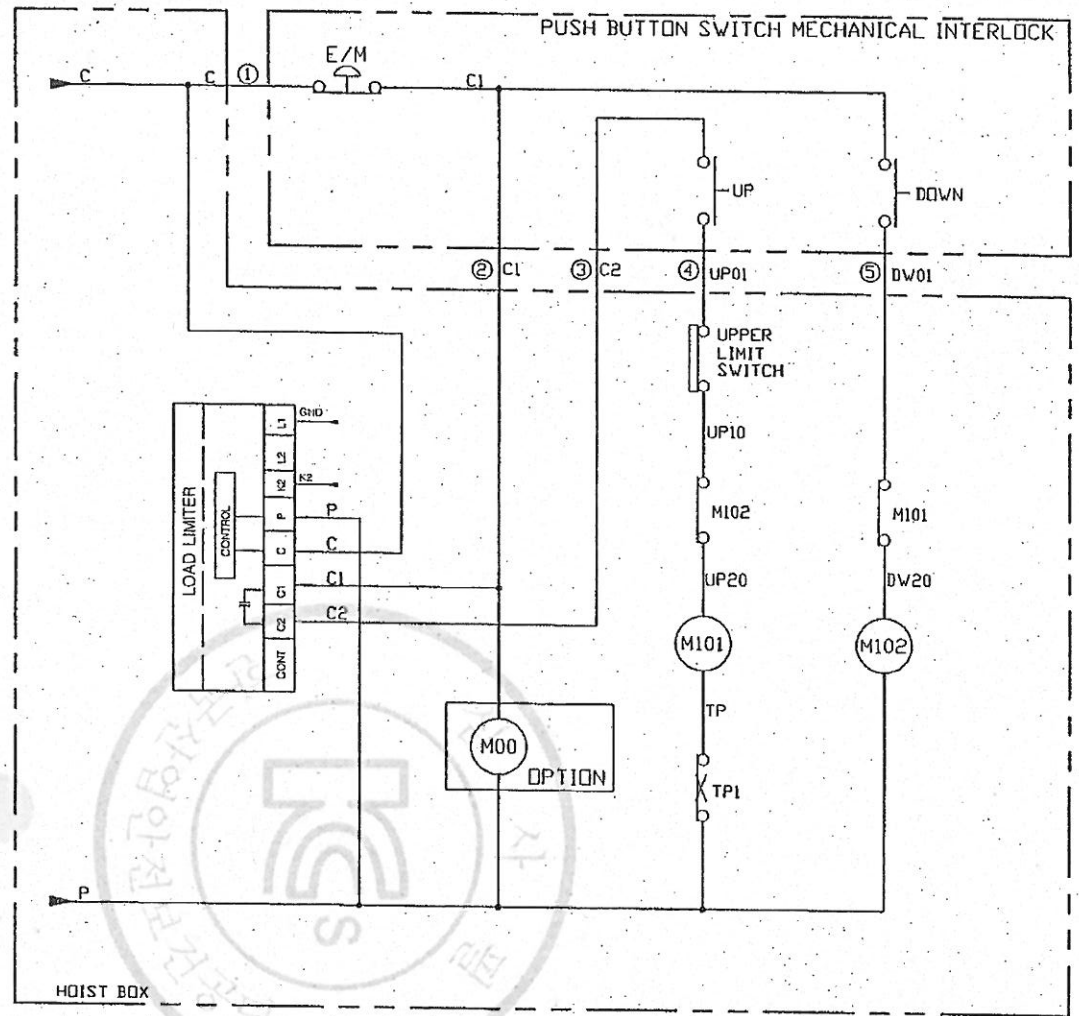 PUSH BUTTON SWITCH MECHANICAL INTERLOCK
E/M
C
C
①
C1
UP
DOWN
②
C1
③
C2
④
UP01
⑤
DW01
UPPER
LIMIT
SWITCH
UP10
M102
M101
UP20
DW20
M101
M102
TP
TP1
LOAD LIMITER
CONTROL
L1
L2
K2
P
C
C1
C2
CONT
GND
K2
P
C
C1
C2
M00
OPTION
P
HOIST BOX
S